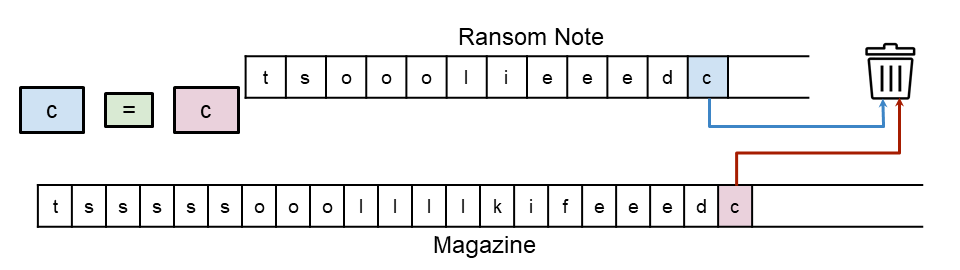 Ransom Note
t s o o o l i e e e d c
c = c
t s s s s s o o o l l l l k i f e e e d c
Magazine